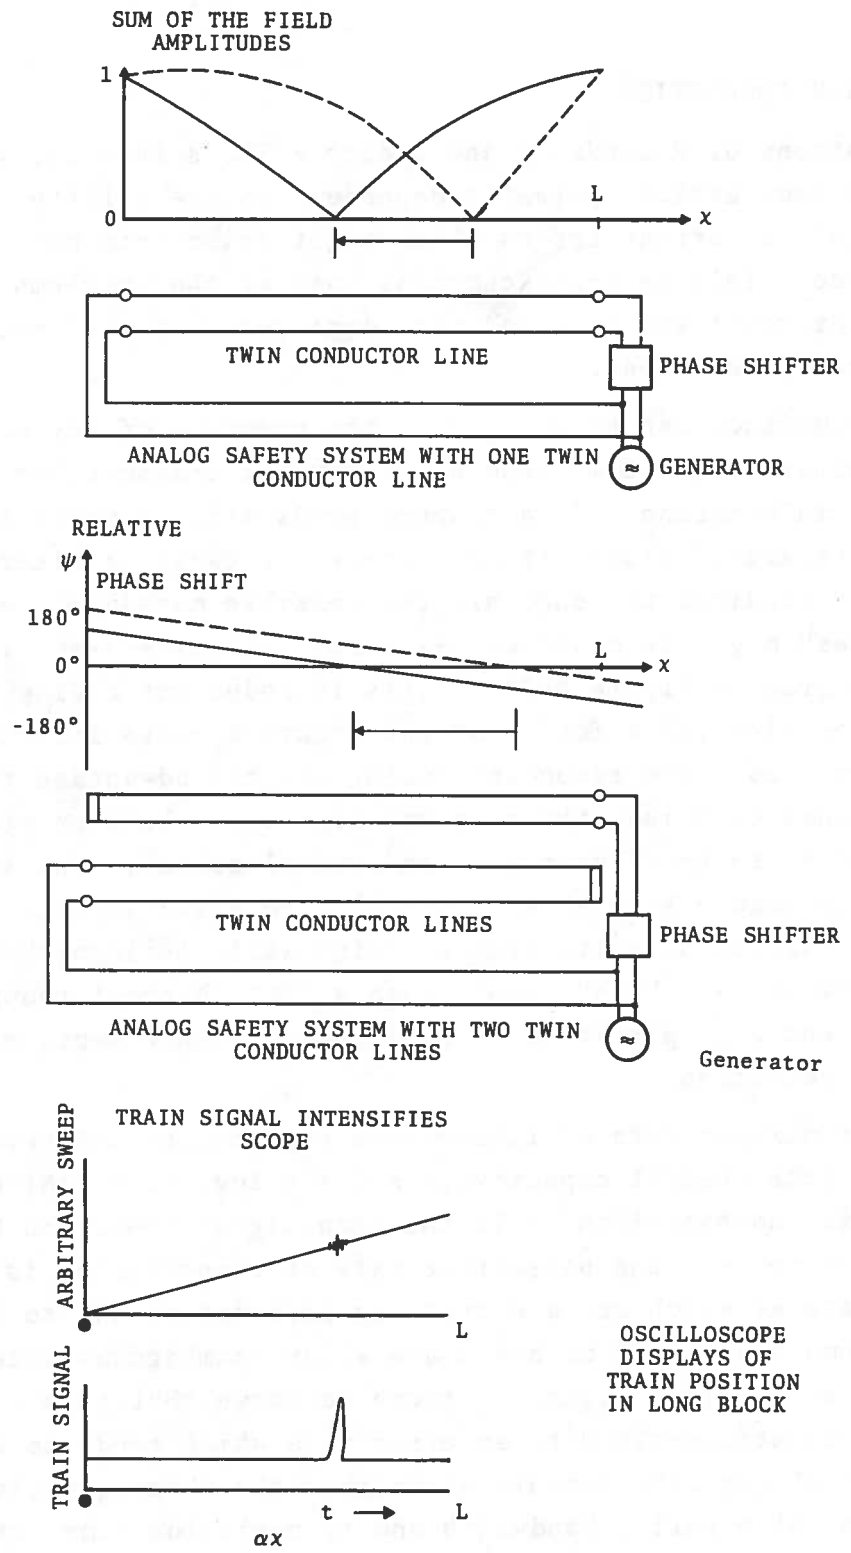 SUM OF THE FIELD
AMPLITUDES
1
0
L
χ
TWIN CONDUCTOR LINE
PHASE SHIFTER
ANALOG SAFETY SYSTEM WITH ONE TWIN
CONDUCTOR LINE
≈
GENERATOR
RELATIVE
ψ
PHASE SHIFT
180°
0°
-180°
L
χ
TWIN CONDUCTOR LINES
PHASE SHIFTER
ANALOG SAFETY SYSTEM WITH TWO TWIN
CONDUCTOR LINES
≈
Generator
TRAIN SIGNAL INTENSIFIES
SCOPE
ARBITRARY SWEEP
L
OSCILLOSCOPE
DISPLAYS OF
TRAIN POSITION
IN LONG BLOCK
TRAIN SIGNAL
t
L
αχ